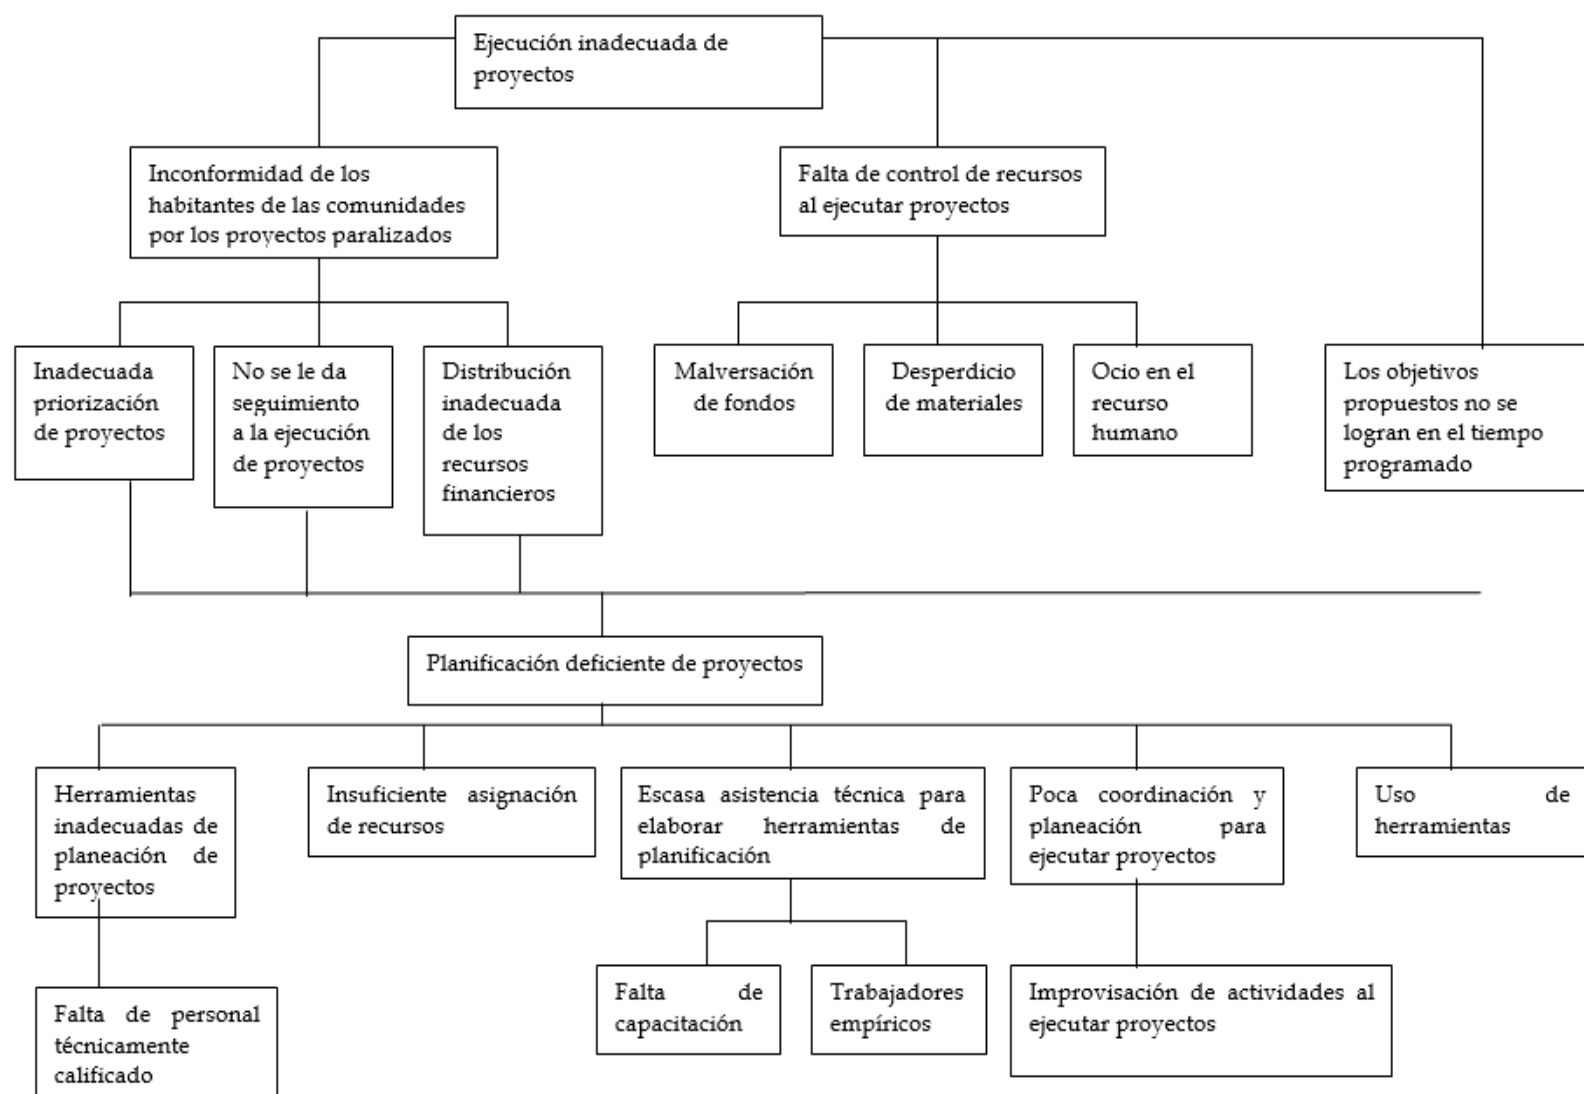 Ejecución inadecuada de
proyectos
Inconformidad de los
habitantes de las comunidades
por los proyectos paralizados
Falta de control de recursos
al ejecutar proyectos
Inadecuada
priorización
de proyectos
No se le da
seguimiento
a la ejecución
de proyectos
Distribución
inadecuada
de los
recursos
financieros
Malversación
de fondos
Desperdicio
de materiales
Ocio en el
recurso
humano
Los objetivos
propuestos no se
logran en el tiempo
programado
Planificación deficiente de proyectos
Herramientas
inadecuadas de
planeación de
proyectos
Insuficiente asignación
de recursos
Escasa asistencia técnica para
elaborar herramientas de
planificación
Poca coordinación y
planeación para
ejecutar proyectos
Uso de
herramientas
Falta de personal
técnicamente
calificado
Falta de
capacitación
Trabajadores
empíricos
Improvisación de actividades al
ejecutar proyectos